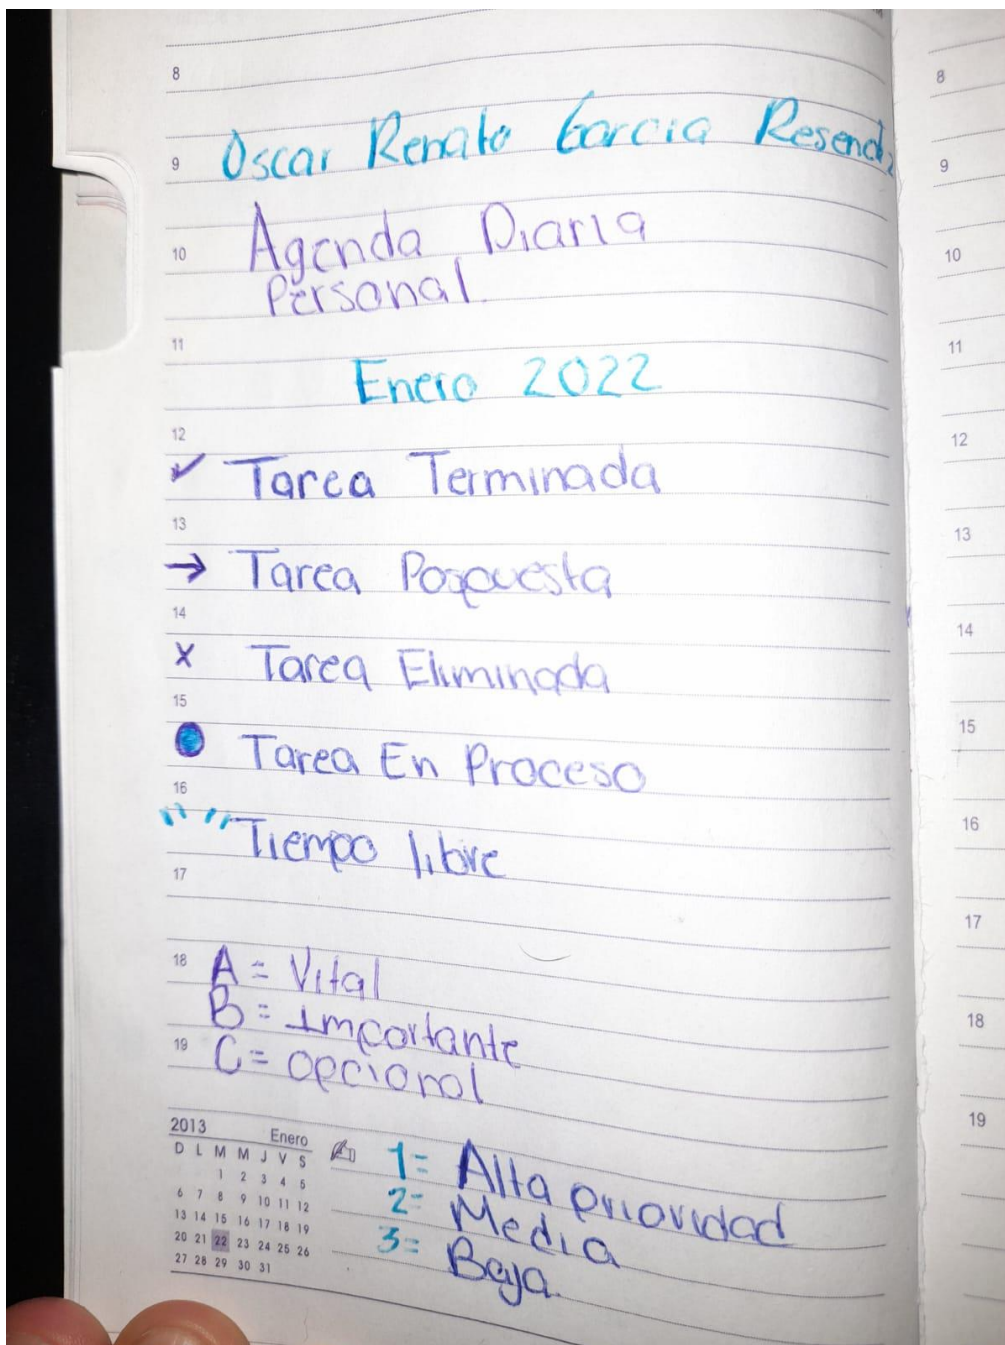 8
9 Oscar Renato Garcia Resendi
10 Agenda Diaria
Personal.
11
Enero 2022
12
✓ Tarea Terminada
13
→ Tarea Pospuesta
14
x Tarea Eliminada
15
● Tarea En Proceso
16
Tiempo libre
17
18 A = Vital
B = Importante
19 C = opcional
2013 Enero
D L M M J V S
1 2 3 4 5
6 7 8 9 10 11 12
13 14 15 16 17 18 19
20 21 22 23 24 25 26
27 28 29 30 31
1= Alta prioridad
2= Media
3= Baja.
8
9
10
11
12
13
14
15
16
17
18
19